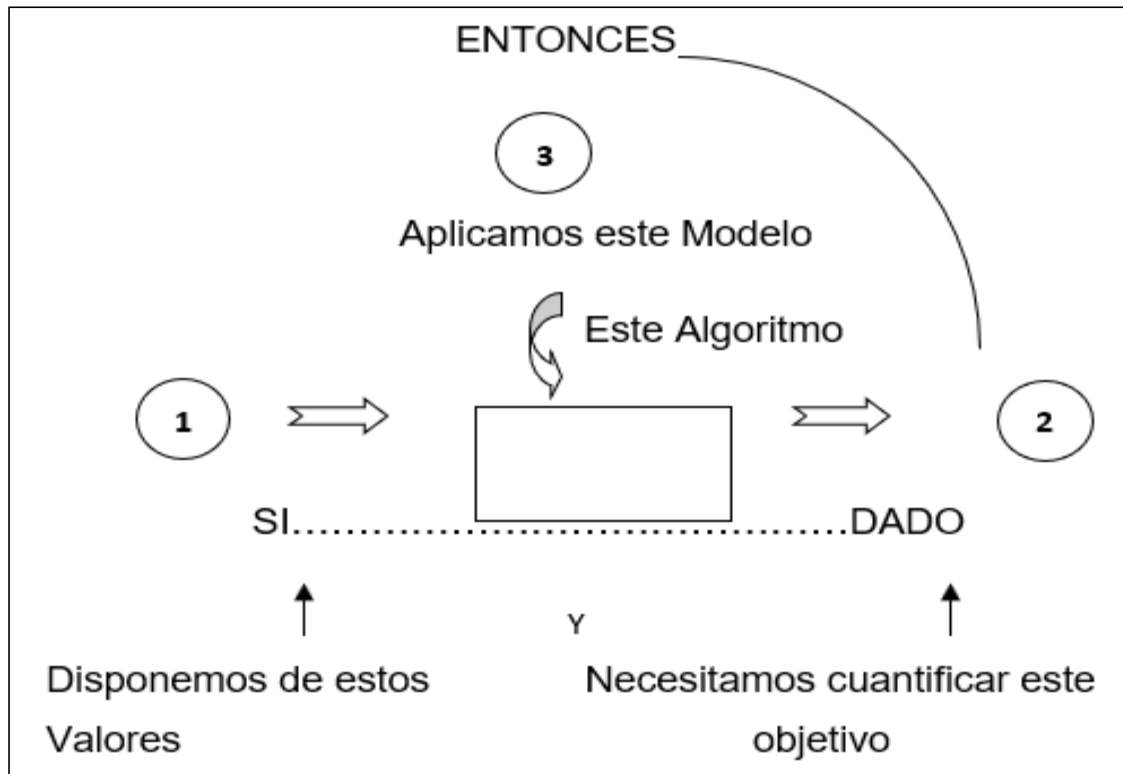 ENTONCES
3
Aplicamos este Modelo
Este Algoritmo
1
2
SI..........................................DADO
Y
Disponemos de estos
Valores
Necesitamos cuantificar este
objetivo